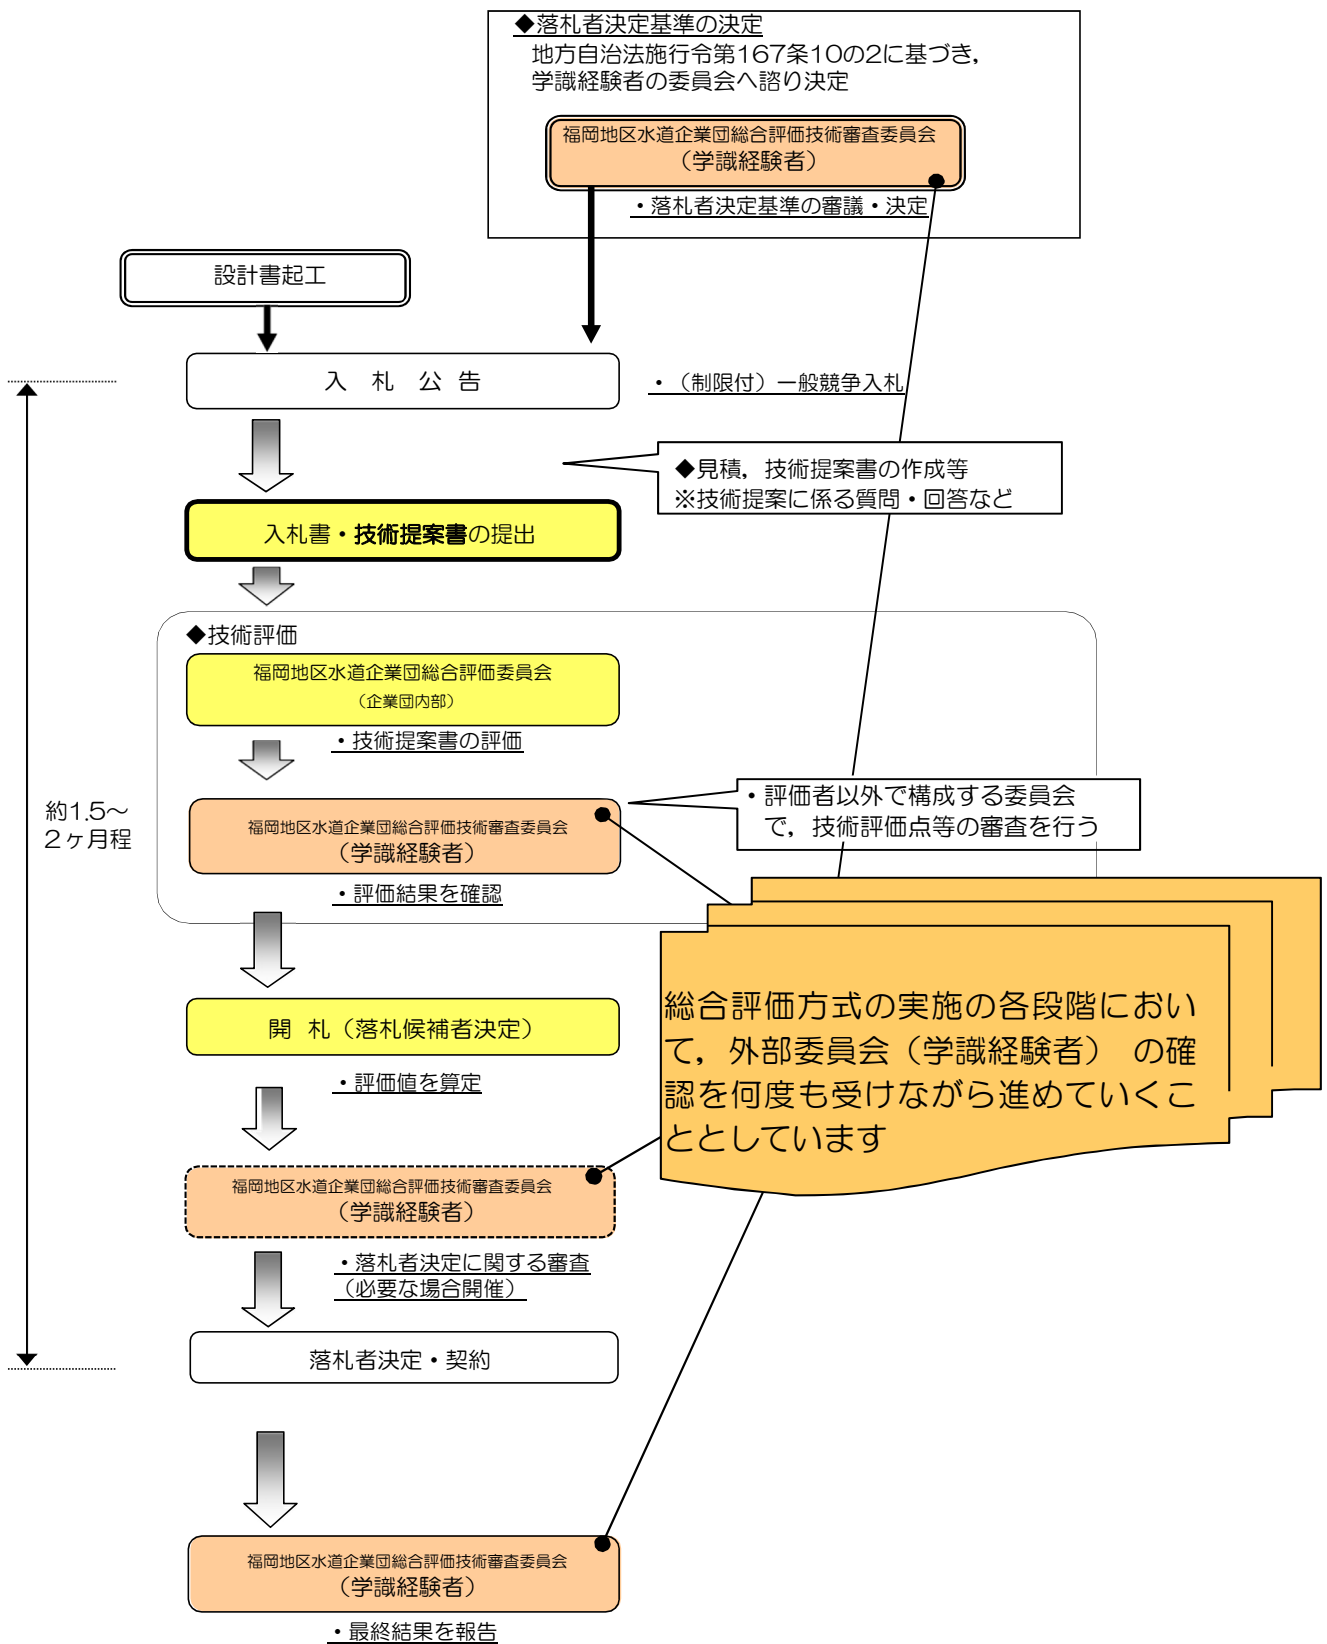 ◆落札者決定基準の決定
地方自治法施行令第167条10の2に基づき,
学識経験者の委員会へ諮り決定
福岡地区水道企業団総合評価技術審査委員会
（学識経験者）
・落札者決定基準の審議・決定
設計書起工
入 札 公 告
・（制限付）一般競争入札
◆見積，技術提案書の作成等
※技術提案に係る質問・回答など
入札書・技術提案書の提出
◆技術評価
福岡地区水道企業団総合評価委員会
（企業団内部）
・技術提案書の評価
・評価者以外で構成する委員会
で，技術評価点等の審査を行う
約1.5～
2ヶ月程
福岡地区水道企業団総合評価技術審査委員会
（学識経験者）
・評価結果を確認
総合評価方式の実施の各段階におい
て，外部委員会（学識経験者） の確
認を何度も受けながら進めていくこ
ととしています
開 札（落札候補者決定）
・評価値を算定
福岡地区水道企業団総合評価技術審査委員会
（学識経験者）
・落札者決定に関する審査
（必要な場合開催）
落札者決定・契約
福岡地区水道企業団総合評価技術審査委員会
（学識経験者）
・最終結果を報告